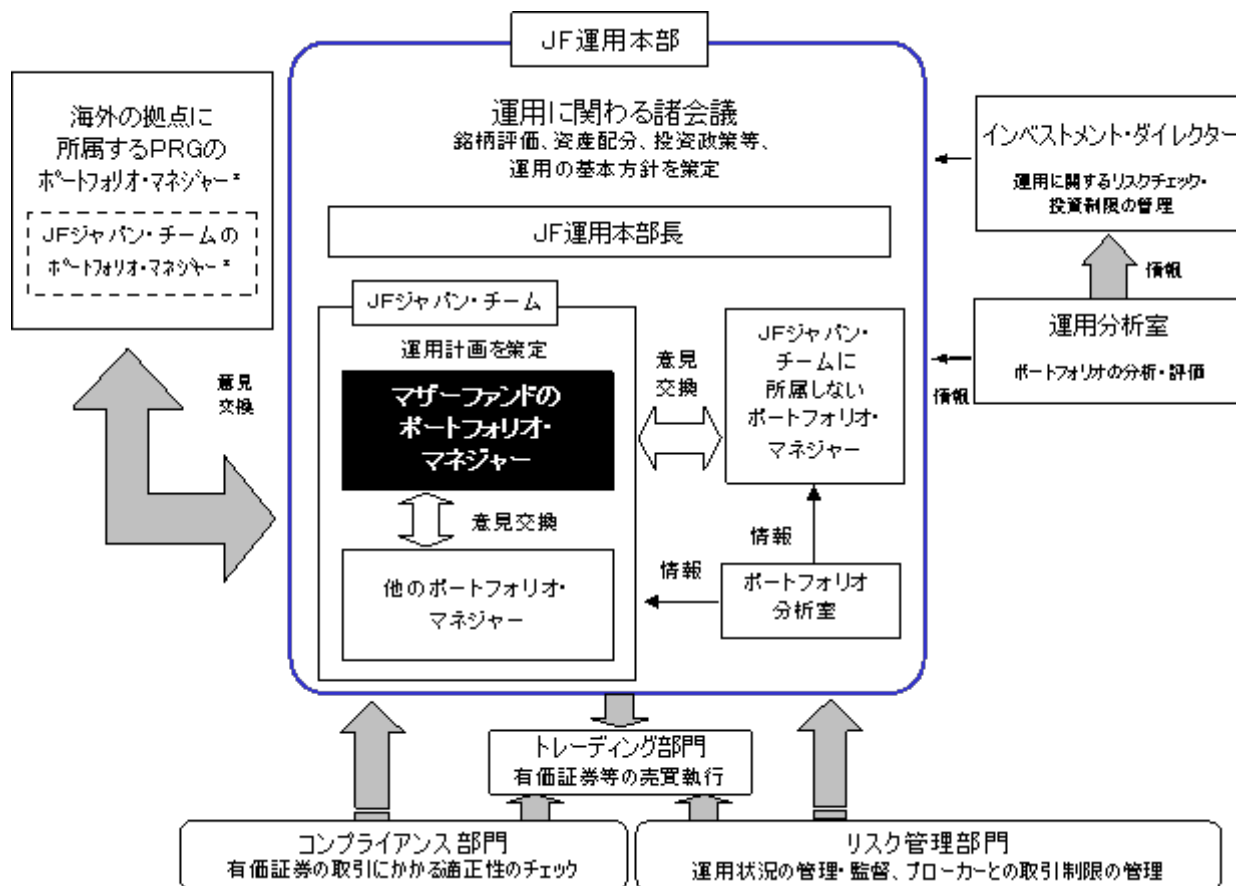 JF運用本部
海外の拠点に
所属するPRGの
ポートフォリオ・マネジャー*
JFジャパン・チームの
ポートフォリオ・マネジャー*
運用に関わる諸会議
銘柄評価、資産配分、投資政策等、
運用の基本方針を策定
インベストメント・ダイレクター
運用に関するリスクチェック・
投資制限の管理
JF運用本部長
情報
運用分析室
ポートフォリオの分析・評価
情報
意見
交換
JFジャパン・チーム
運用計画を策定
マザーファンドの
ポートフォリオ・
マネジャー
意見交換
他のポートフォリオ・
マネジャー
意見
交換
JFジャパン・
チームに
所属しない
ポートフォリオ・
マネジャー
情報
情報
ポートフォリオ
分析室
トレーディング部門
有価証券等の売買執行
コンプライアンス部門
有価証券の取引にかかる適正性のチェック
リスク管理部門
運用状況の管理・監督、ブローカーとの取引制限の管理